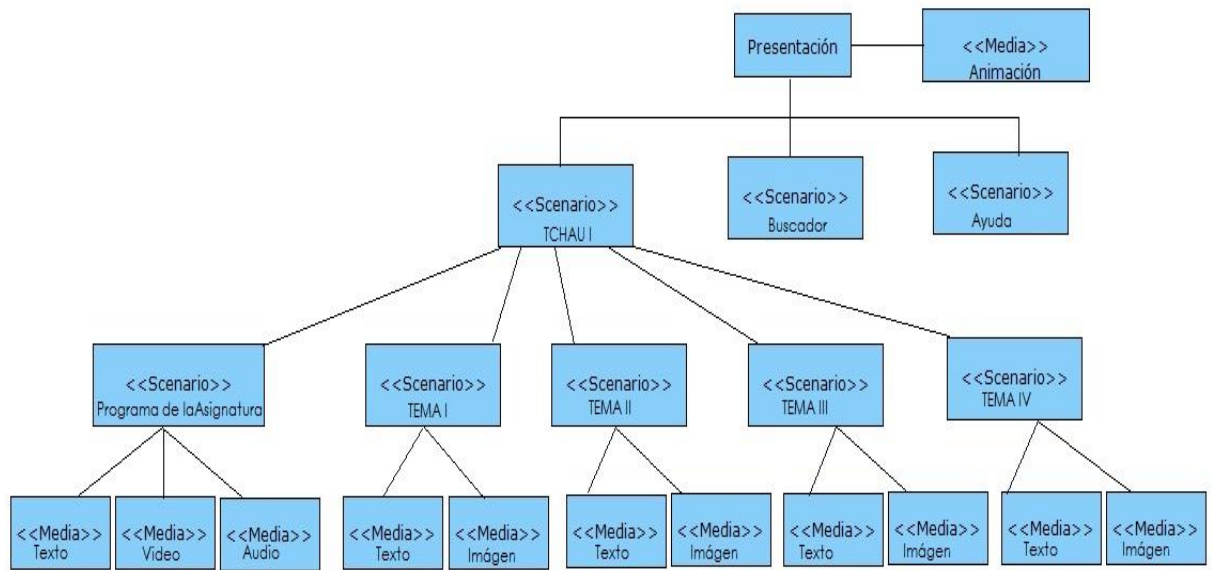 Presentación
<<Media>>
Animación
<<Scenario>>
TCHAU I
<<Scenario>>
Buscador
<<Scenario>>
Ayuda
<<Scenario>>
Programa de laAsignatura
<<Scenario>>
TEMA I
<<Scenario>>
TEMA II
<<Scenario>>
TEMA III
<<Scenario>>
TEMA IV
<<Media>>
Texto
<<Media>>
Video
<<Media>>
Audio
<<Media>>
Texto
<<Media>>
Imágen
<<Media>>
Texto
<<Media>>
Imágen
<<Media>>
Texto
<<Media>>
Imágen
<<Media>>
Texto
<<Media>>
Imágen